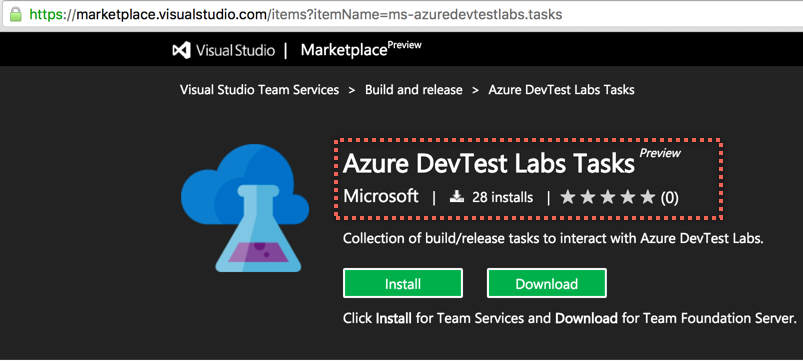 https://marketplace.visualstudio.com/items?itemName=ms-azuredevtestlabs.tasks
Visual Studio | Marketplace Preview
Visual Studio Team Services > Build and release > Azure DevTest Labs Tasks
Azure DevTest Labs Tasks Preview
Microsoft | 28 installs | (0)
Collection of build/release tasks to interact with Azure DevTest Labs.
Install Download
Click Install for Team Services and Download for Team Foundation Server.